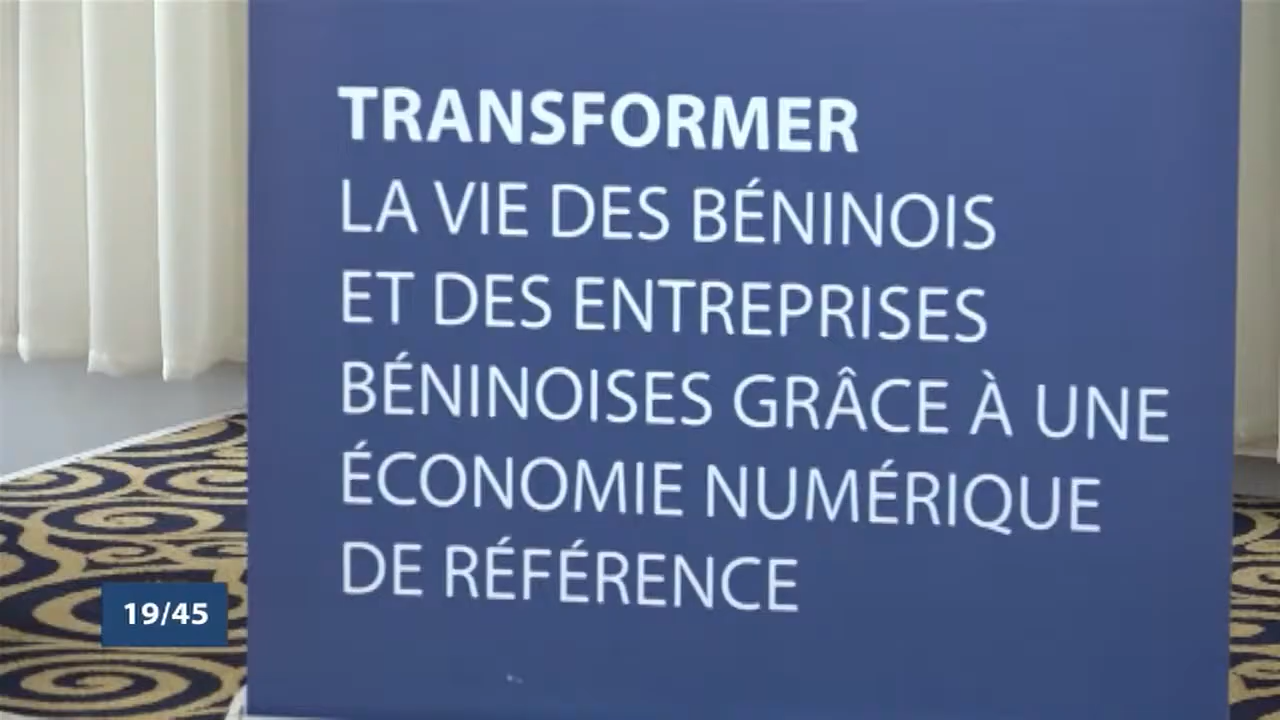 TRANSFORMER
LA VIE DES BÉNINOIS
ET DES ENTREPRISES
BÉNINOISES GRÂCE À UNE
ÉCONOMIE NUMÉRIQUE
DE RÉFÉRENCE
19/45